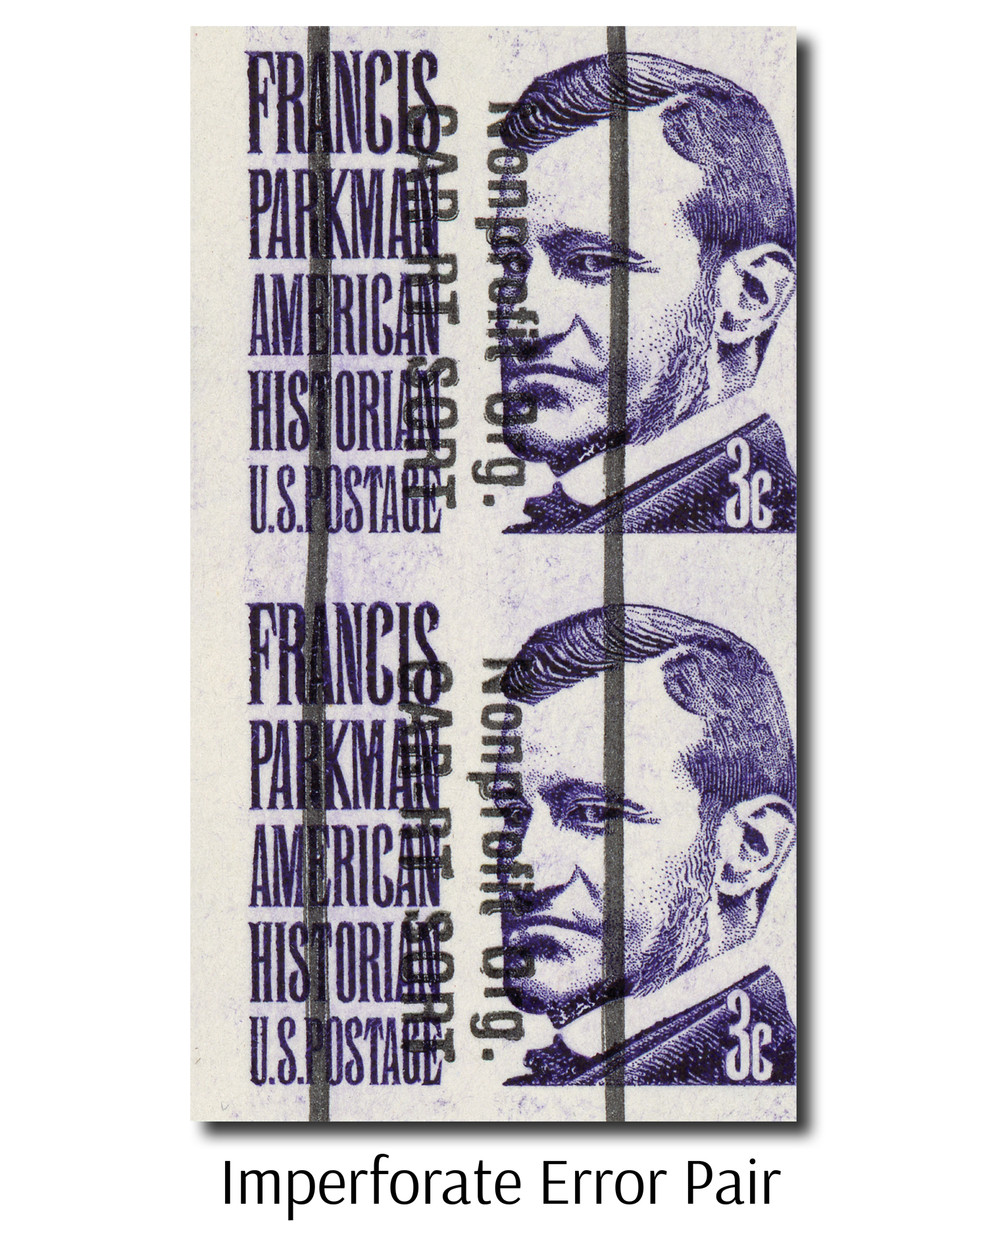 FRANCIS
PARKMAN
AMERICAN
HISTORIAN
U.S. POSTAGE
Nonprofit Org.
CAR-RT SORT
3c
FRANCIS
PARKMAN
AMERICAN
HISTORIAN
U.S. POSTAGE
Nonprofit Org.
CAR-RT SORT
3c
Imperforate Error Pair